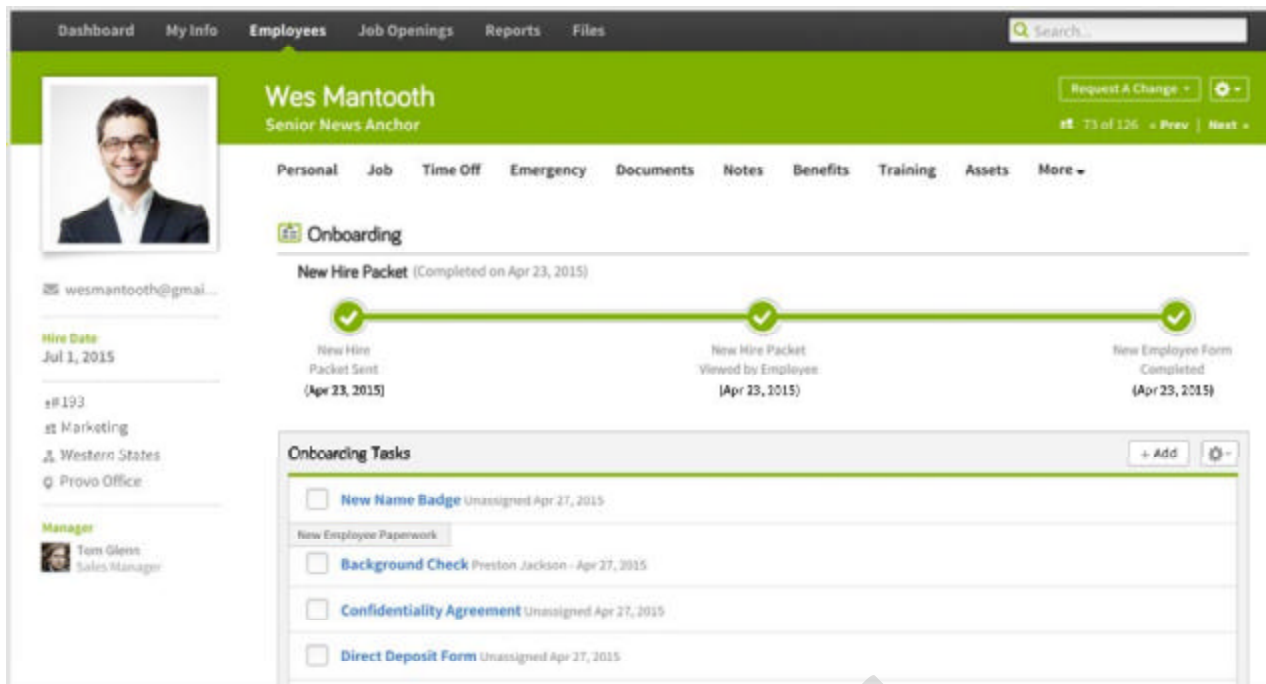 Dashboard My Info Employees Job Openings Reports Files Search...
Wes Mantooth
Senior News Anchor
Request A Change
73 of 126 « Prev | Next »
Personal Job Time Off Emergency Documents Notes Benefits Training Assets More
Onboarding
New Hire Packet (Completed on Apr 23, 2015)
New Hire
Packet Sent
(Apr 23, 2015)
New Hire Packet
Viewed by Employee
(Apr 23, 2015)
New Employee Form
Completed
(Apr 23, 2015)
wesmantooth@gmai...
Hire Date
Jul 1, 2015
#193
Marketing
Western States
Provo Office
Manager
Tom Glenn
Sales Manager
Onboarding Tasks + Add
New Name Badge Unassigned Apr 27, 2015
New Employee Paperwork
Background Check Preston Jackson - Apr 27, 2015
Confidentiality Agreement Unassigned Apr 27, 2015
Direct Deposit Form Unassigned Apr 27, 2015